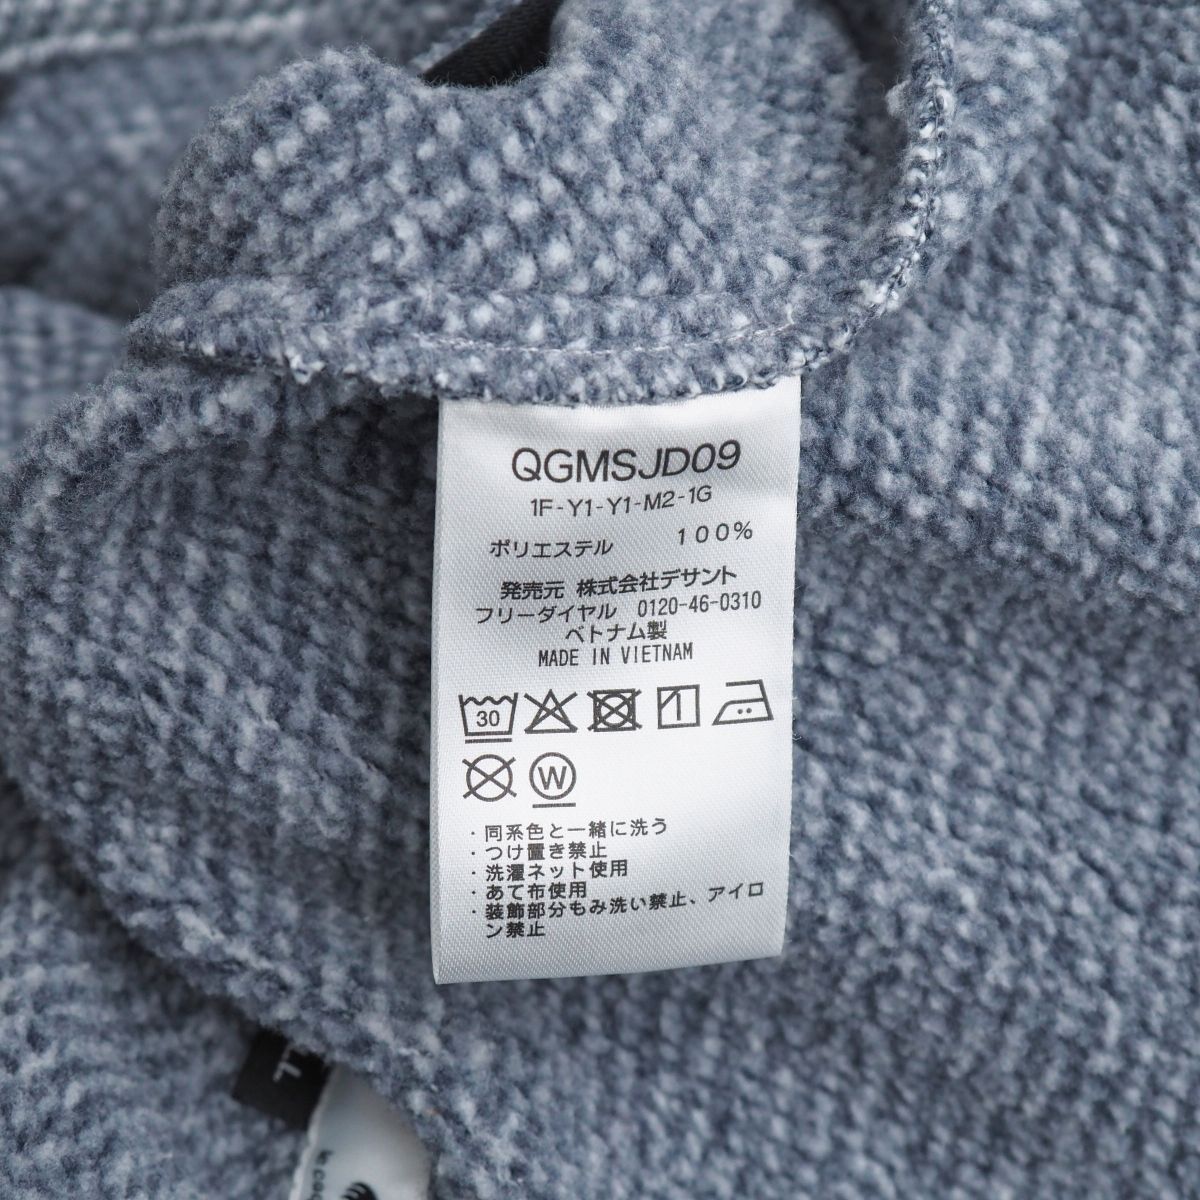 QGMSJD09
1F-Y1-Y1-M2-1G
ポリエステル 100%
発売元 株式会社デサント
フリーダイヤル 0120-46-0310
ベトナム製
MADE IN VIETNAM
30
W
・同系色と一緒に洗う
・つけ置き禁止
・洗濯ネット使用
・あて布使用
・装飾部分もみ洗い禁止、アイロ
ン禁止
L